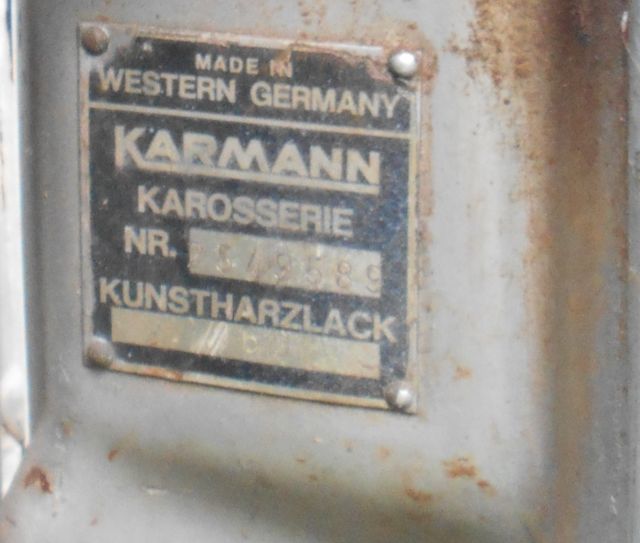 MADE IN
WESTERN GERMANY
KARMANN
KAROSSERIE
NR.
KUNSTHARZLACK